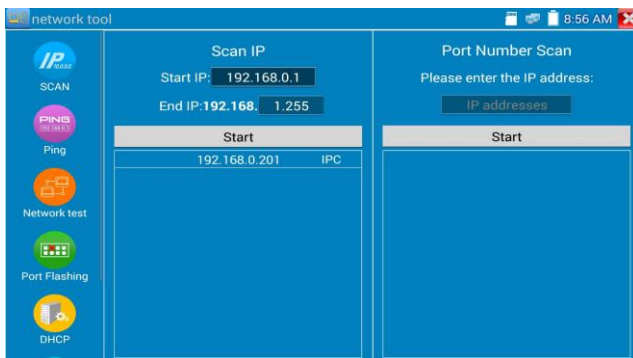 network tool
8:56 AM
IP
SCAN
PING
Ping
Network test
Port Flashing
DHCP
Scan IP
Start IP: 192.168.0.1
End IP:192.168. 1.255
Start
192.168.0.201 IPC
Port Number Scan
Please enter the IP address:
IP addresses
Start